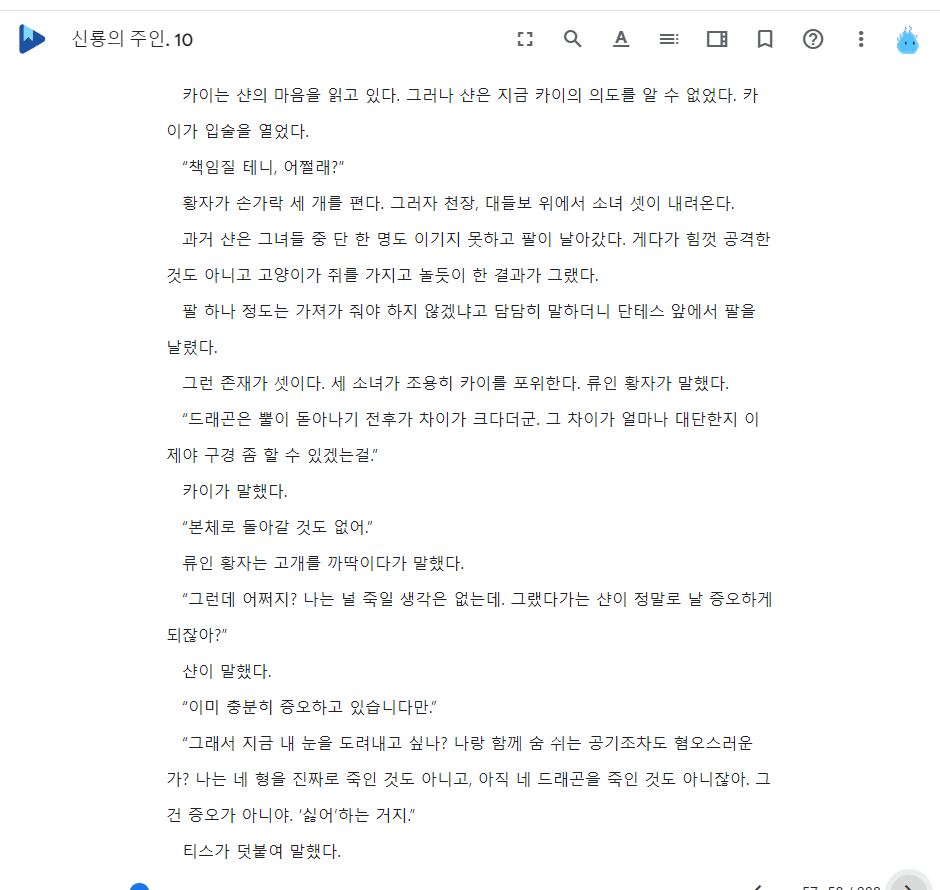 신룡의 주인. 10
카이는 샨의 마음을 읽고 있다. 그러나 샨은 지금 카이의 의도를 알 수 없었다. 카
이가 입술을 열었다.
“책임질 테니, 어쩔래?”
황자가 손가락 세 개를 편다. 그러자 천장, 대들보 위에서 소녀 셋이 내려온다.
과거 샨은 그녀들 중 단 한 명도 이기지 못하고 팔이 날아갔다. 게다가 힘껏 공격한
것도 아니고 고양이가 쥐를 가지고 놀듯이 한 결과가 그랬다.
팔 하나 정도는 가져가 줘야 하지 않겠냐고 담담히 말하더니 단테스 앞에서 팔을
날렸다.
그런 존재가 셋이다. 세 소녀가 조용히 카이를 포위한다. 류인 황자가 말했다.
“드래곤은 뿔이 돋아나기 전후가 차이가 크다더군. 그 차이가 얼마나 대단한지 이
제야 구경 좀 할 수 있겠는걸.”
카이가 말했다.
“본체로 돌아갈 것도 없어.”
류인 황자는 고개를 까딱이다가 말했다.
“그런데 어쩌지? 나는 널 죽일 생각은 없는데. 그랬다가는 샨이 정말로 날 증오하게
되잖아?”
샨이 말했다.
“이미 충분히 증오하고 있습니다만.”
“그래서 지금 내 눈을 도려내고 싶나? 나랑 함께 숨 쉬는 공기조차도 혐오스러운
가? 나는 네 형을 진짜로 죽인 것도 아니고, 아직 네 드래곤을 죽인 것도 아니잖아. 그
건 증오가 아니야. ‘싫어’하는 거지.”
티스가 덧붙여 말했다.